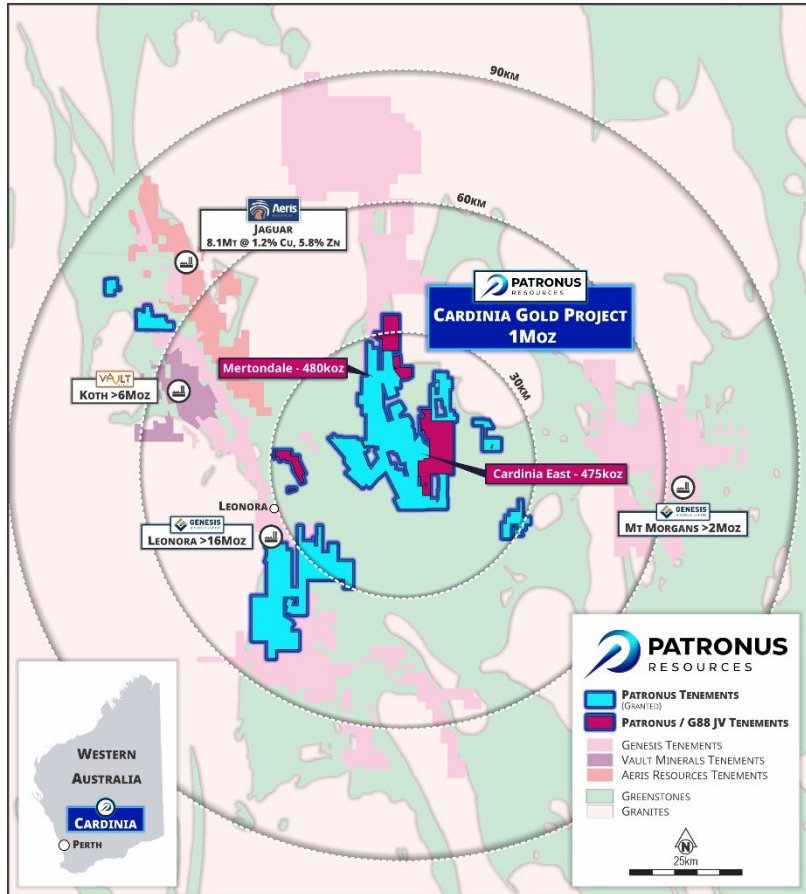 90KM
60KM
30KM
Aeris
JAGUAR
8.1MT @ 1.2% CU, 5.8% ZN
PATRONUS
RESOURCES
CARDINIA GOLD PROJECT
1MOZ
Mertondale - 480koz
VAULT
KOTH >6MOZ
Cardinia East - 475koz
LEONORA
GENESIS
LEONORA >16MOZ
GENESIS
MT MORGANS >2MOZ
WESTERN
AUSTRALIA
CARDINIA
PERTH
PATRONUS
RESOURCES
PATRONUS TENEMENTS
(GRANTED)
PATRONUS / G88 JV TENEMENTS
GENESIS TENEMENTS
VAULT MINERALS TENEMENTS
AERIS RESOURCES TENEMENTS
GREENSTONES
GRANITES
N
25km